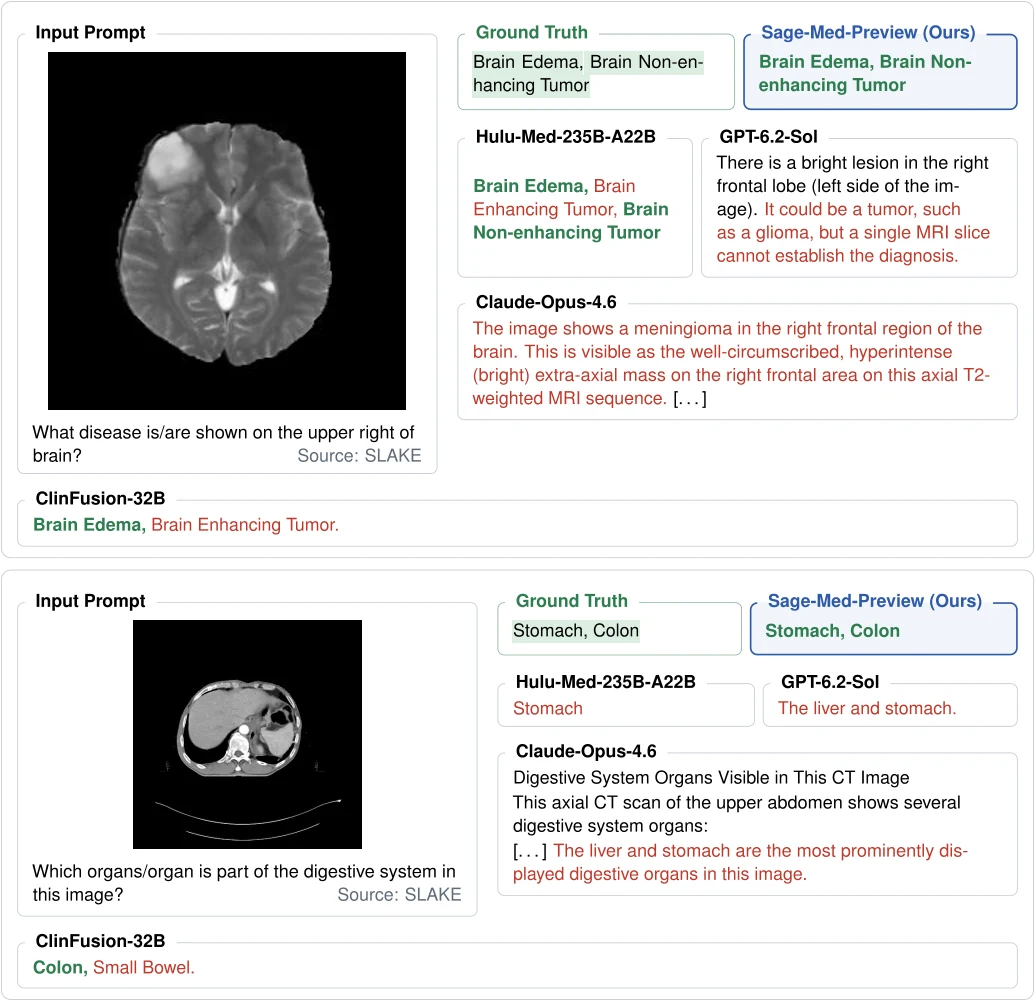 Input Prompt
What disease is/are shown on the upper right of
brain?
Source: SLAKE
Ground Truth
Brain Edema, Brain Non-en-
hancing Tumor
Sage-Med-Preview (Ours)
Brain Edema, Brain Non-
enhancing Tumor
Hulu-Med-235B-A22B
Brain Edema, Brain
Enhancing Tumor, Brain
Non-enhancing Tumor
GPT-6.2-Sol
There is a bright lesion in the right
frontal lobe (left side of the im-
age). It could be a tumor, such
as a glioma, but a single MRI slice
cannot establish the diagnosis.
Claude-Opus-4.6
The image shows a meningioma in the right frontal region of the
brain. This is visible as the well-circumscribed, hyperintense
(bright) extra-axial mass on the right frontal area on this axial T2-
weighted MRI sequence. [...]
ClinFusion-32B
Brain Edema, Brain Enhancing Tumor.
Input Prompt
Which organs/organ is part of the digestive system in
this image?
Source: SLAKE
Ground Truth
Stomach, Colon
Sage-Med-Preview (Ours)
Stomach, Colon
Hulu-Med-235B-A22B
Stomach
GPT-6.2-Sol
The liver and stomach.
Claude-Opus-4.6
Digestive System Organs Visible in This CT Image
This axial CT scan of the upper abdomen shows several
digestive system organs:
[...] The liver and stomach are the most prominently dis-
played digestive organs in this image.
ClinFusion-32B
Colon, Small Bowel.